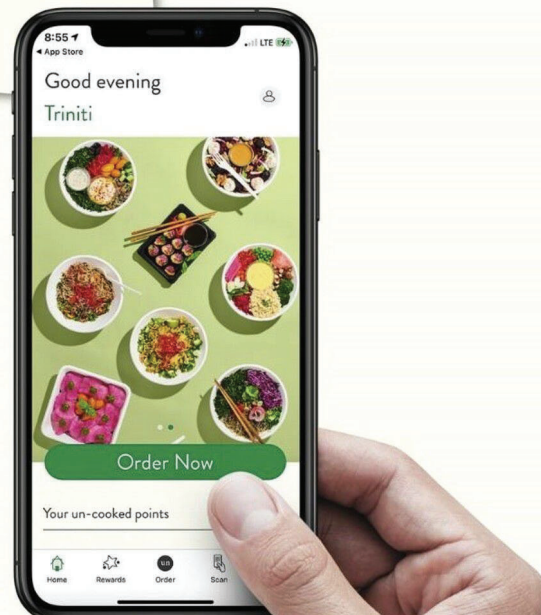 8:55
LTE
App Store
Good evening
Triniti
Order Now
Your un-cooked points
Home
Rewards
un
Order
Scan